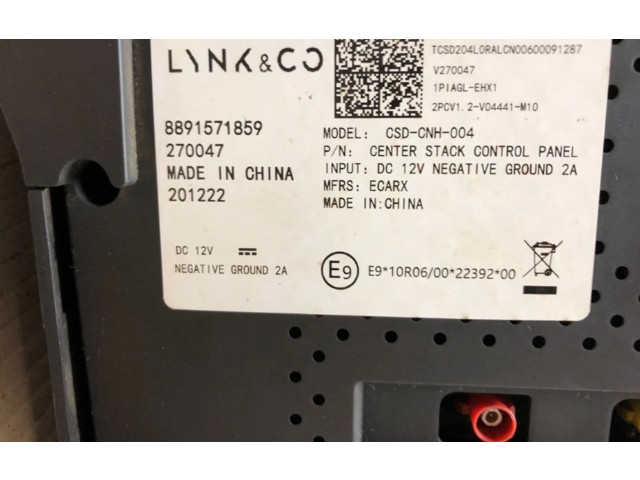 LYNK&CO
TCSD204L0RALCN00600091287
V270047
1PIAGL-EHX1
2PCV1.2-V04441-M10
8891571859
270047
MADE IN CHINA
201222
MODEL: CSD-CNH-004
P/N: CENTER STACK CONTROL PANEL
INPUT: DC 12V NEGATIVE GROUND 2A
MFRS: ECARX
MADE IN:CHINA
DC 12V
NEGATIVE GROUND 2A
E9 E9*10R06/00*22392*00